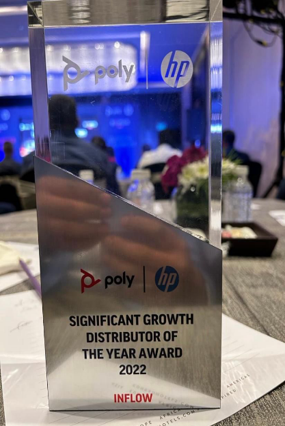 poly | hp
poly | hp
SIGNIFICANT GROWTH
DISTRIBUTOR OF
THE YEAR AWARD
2022
INFLOW